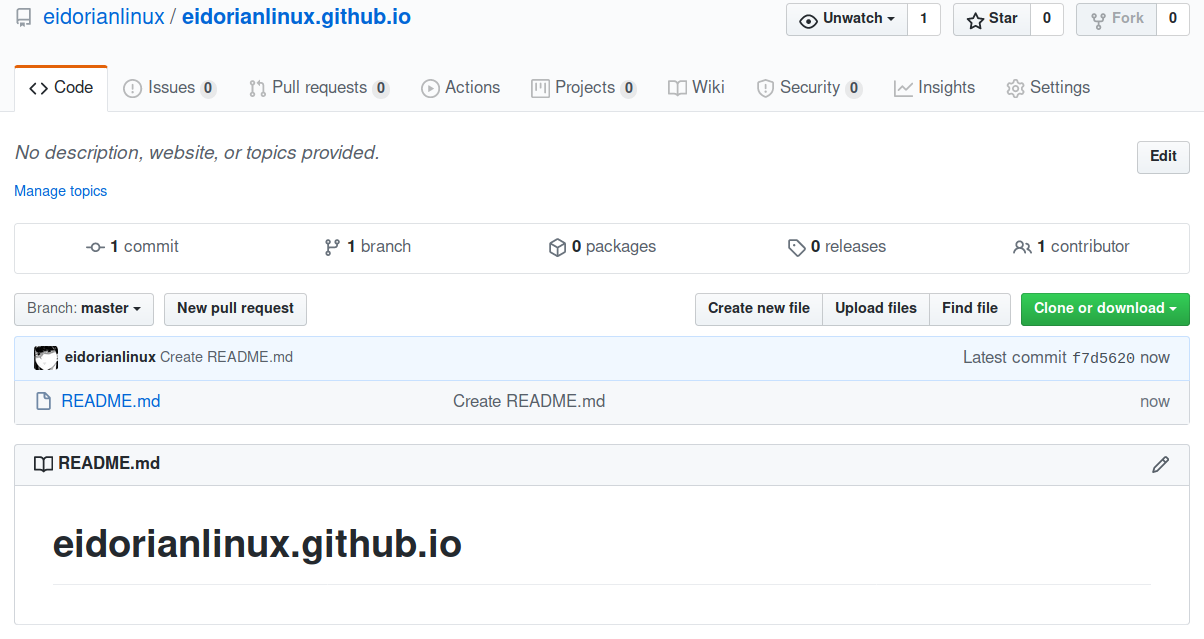 eidorianlinux / eidorianlinux.github.io Unwatch 1 Star 0 Fork 0
Code Issues 0 Pull requests 0 Actions Projects 0 Wiki Security 0 Insights Settings
No description, website, or topics provided. Edit
Manage topics
1 commit 1 branch 0 packages 0 releases 1 contributor
Branch: master New pull request Create new file Upload files Find file Clone or download
eidorianlinux Create README.md Latest commit f7d5620 now
README.md Create README.md now
README.md
eidorianlinux.github.io